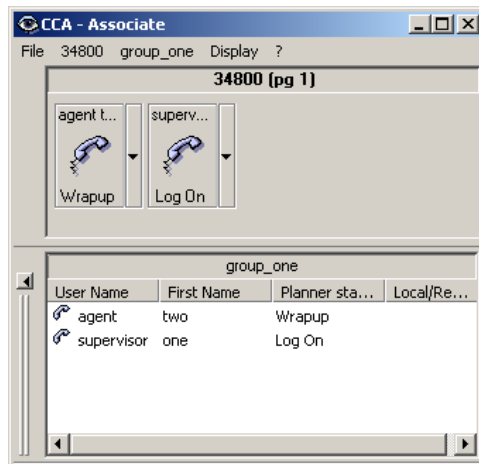 CCA - Associate
File 34800 group_one Display ?
34800 (pg 1)
agent t... superv...
Wrapup Log On
group_one
User Name First Name Planner sta... Local/Re...
agent two Wrapup
supervisor one Log On